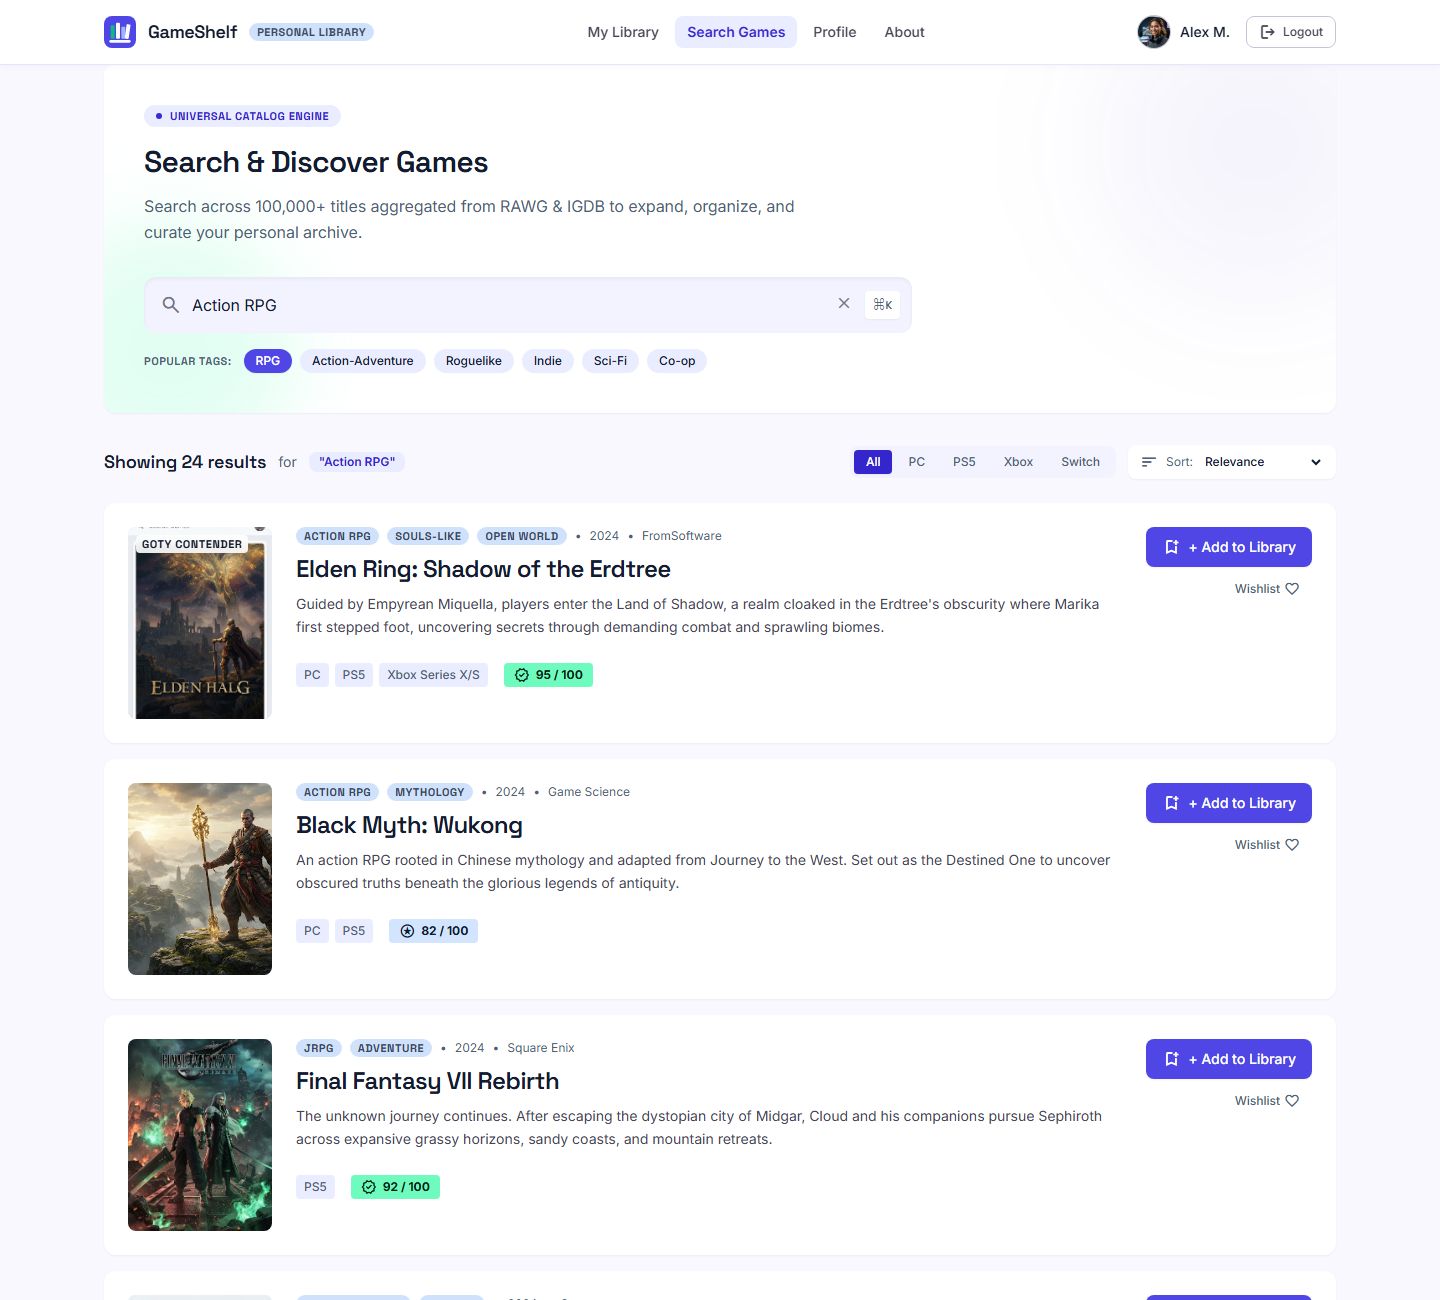 GameShelf PERSONAL LIBRARY My Library Search Games Profile About Alex M. Logout
UNIVERSAL CATALOG ENGINE
Search & Discover Games
Search across 100,000+ titles aggregated from RAWG & IGDB to expand, organize, and
curate your personal archive.
Action RPG ⌘K
POPULAR TAGS: RPG Action-Adventure Roguelike Indie Sci-Fi Co-op
Showing 24 results for "Action RPG" All PC PS5 Xbox Switch Sort: Relevance
GOTY CONTENDER
ELDEN HALG
ACTION RPG SOULS-LIKE OPEN WORLD • 2024 • FromSoftware
Elden Ring: Shadow of the Erdtree
Guided by Empyrean Miquella, players enter the Land of Shadow, a realm cloaked in the Erdtree's obscurity where Marika
first stepped foot, uncovering secrets through demanding combat and sprawling biomes.
PC PS5 Xbox Series X/S 95 / 100
+ Add to Library
Wishlist
ACTION RPG MYTHOLOGY • 2024 • Game Science
Black Myth: Wukong
An action RPG rooted in Chinese mythology and adapted from Journey to the West. Set out as the Destined One to uncover
obscured truths beneath the glorious legends of antiquity.
PC PS5 82 / 100
+ Add to Library
Wishlist
JRPG ADVENTURE • 2024 • Square Enix
Final Fantasy VII Rebirth
The unknown journey continues. After escaping the dystopian city of Midgar, Cloud and his companions pursue Sephiroth
across expansive grassy horizons, sandy coasts, and mountain retreats.
PS5 92 / 100
+ Add to Library
Wishlist